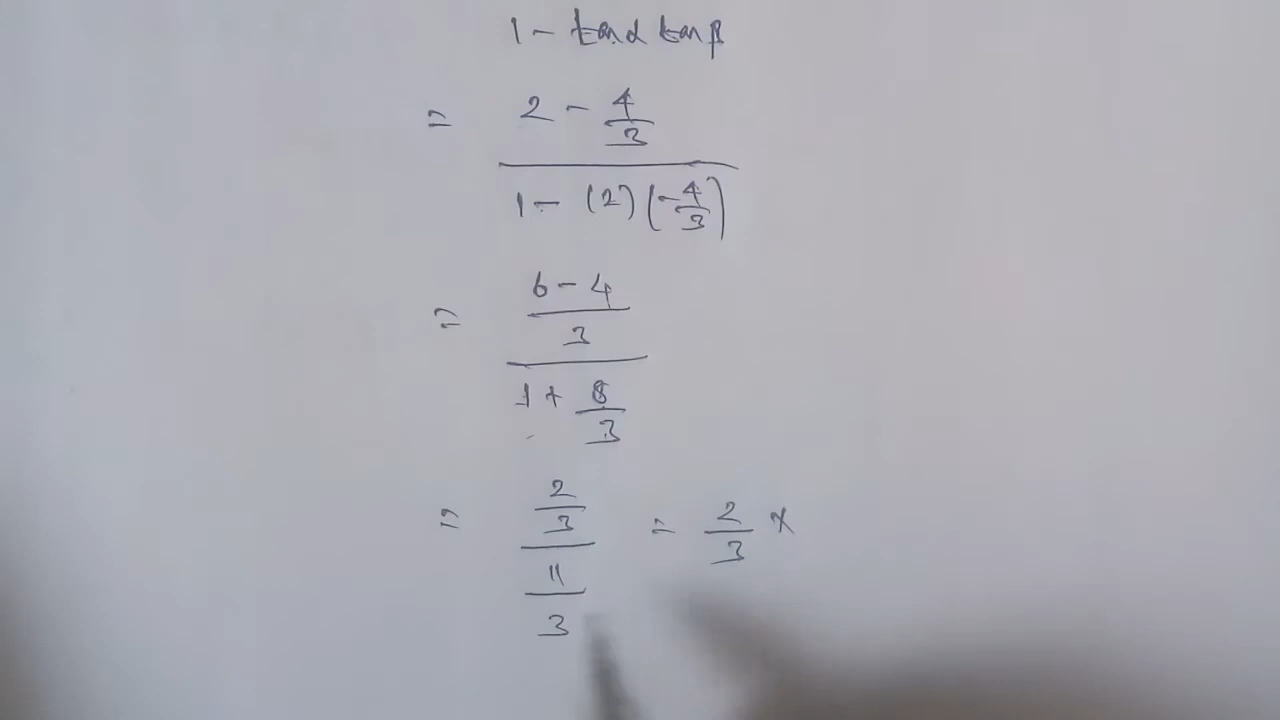 1 - tanα tanβ
= 2 - 4/3
1 - (2) (-4/3)
= 6 - 4
3
1 + 8/3
= 2/3 = 2/3 ×
11/3